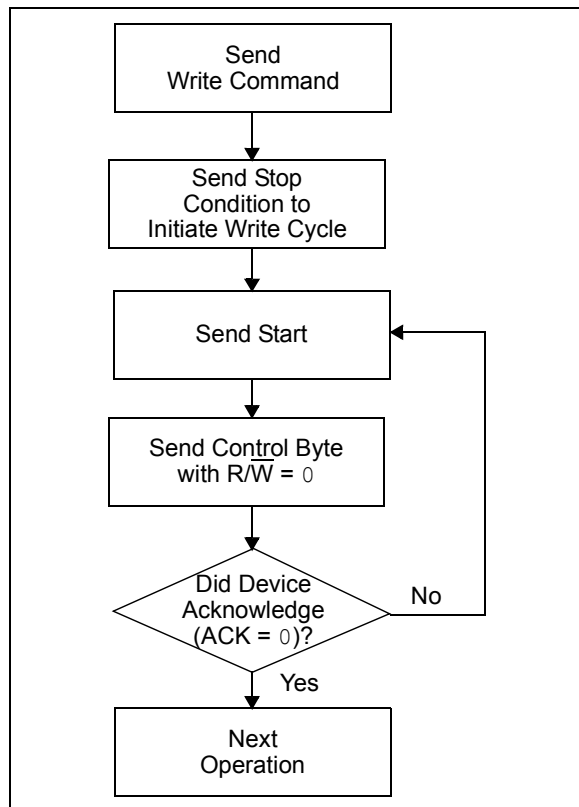 Send
Write Command
Send Stop
Condition to
Initiate Write Cycle
Send Start
Send Control Byte
with R/W̅ = 0
Did Device
Acknowledge
(ACK = 0)?
No
Yes
Next
Operation